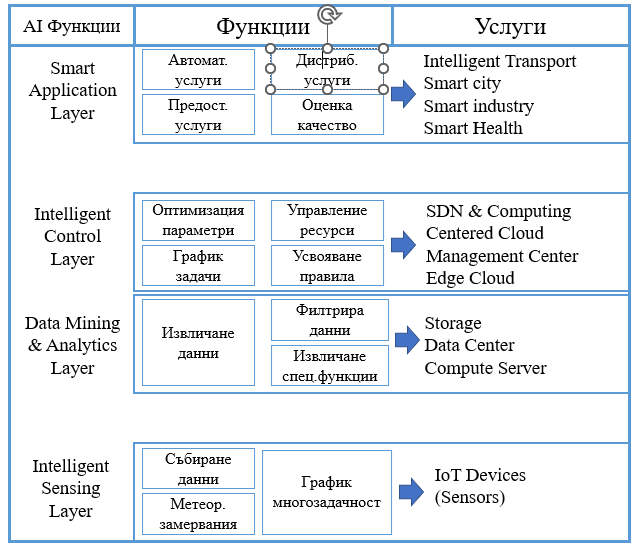 AI Функции
Функции
Услуги
Smart
Application
Layer
Автомат.
услуги
Дистриб.
услуги
Предост.
услуги
Оценка
качество
Intelligent Transport
Smart city
Smart industry
Smart Health
Intelligent
Control
Layer
Оптимизация
параметри
Управление
ресурси
График
задачи
Усвояване
правила
SDN & Computing
Centered Cloud
Management Center
Edge Cloud
Data Mining
& Analytics
Layer
Извличане
данни
Филтрира
данни
Извличане
спец.функции
Storage
Data Center
Compute Server
Intelligent
Sensing
Layer
Събиране
данни
Метеор.
замервания
График
многозадачност
IoT Devices
(Sensors)